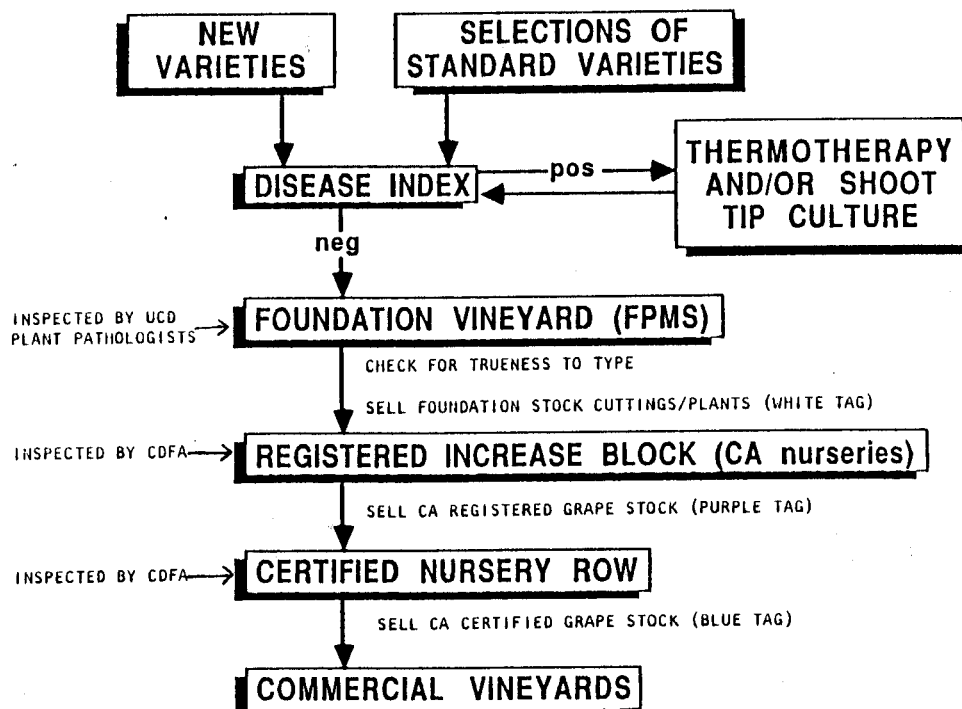 NEW
VARIETIES
SELECTIONS OF
STANDARD VARIETIES
DISEASE INDEX
pos
THERMOTHERAPY
AND/OR SHOOT
TIP CULTURE
neg
INSPECTED BY UCD
PLANT PATHOLOGISTS
FOUNDATION VINEYARD (FPMS)
CHECK FOR TRUENESS TO TYPE
SELL FOUNDATION STOCK CUTTINGS/PLANTS (WHITE TAG)
INSPECTED BY CDFA
REGISTERED INCREASE BLOCK (CA nurseries)
SELL CA REGISTERED GRAPE STOCK (PURPLE TAG)
INSPECTED BY CDFA
CERTIFIED NURSERY ROW
SELL CA CERTIFIED GRAPE STOCK (BLUE TAG)
COMMERCIAL VINEYARDS